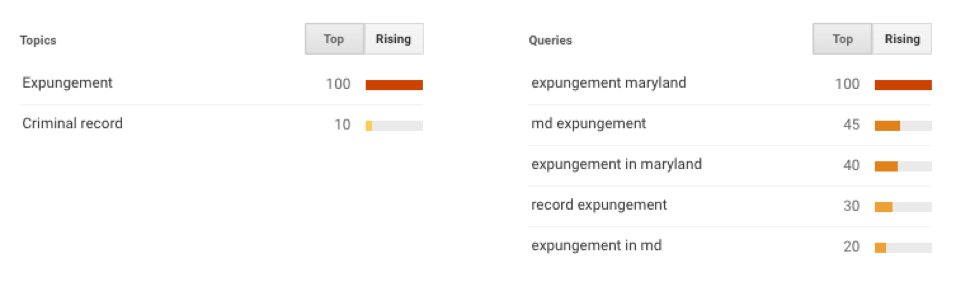 Topics Top Rising
Expungement 100
Criminal record 10
Queries Top Rising
expungement maryland 100
md expungement 45
expungement in maryland 40
record expungement 30
expungement in md 20